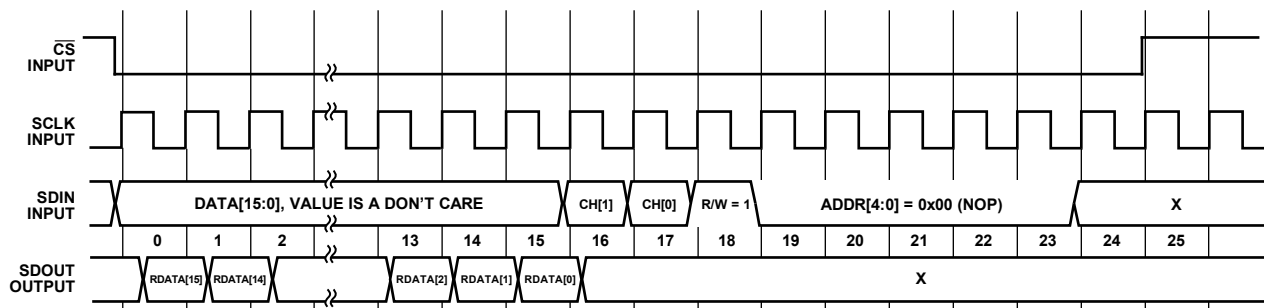 CS
INPUT
SCLK
INPUT
SDIN
INPUT
DATA[15:0], VALUE IS A DON'T CARE
CH[1]
CH[0]
R/W = 1
ADDR[4:0] = 0x00 (NOP)
X
0 1 2 13 14 15 16 17 18 19 20 21 22 23 24 25
SDOUT
OUTPUT
RDATA[15]
RDATA[14]
RDATA[2]
RDATA[1]
RDATA[0]
X